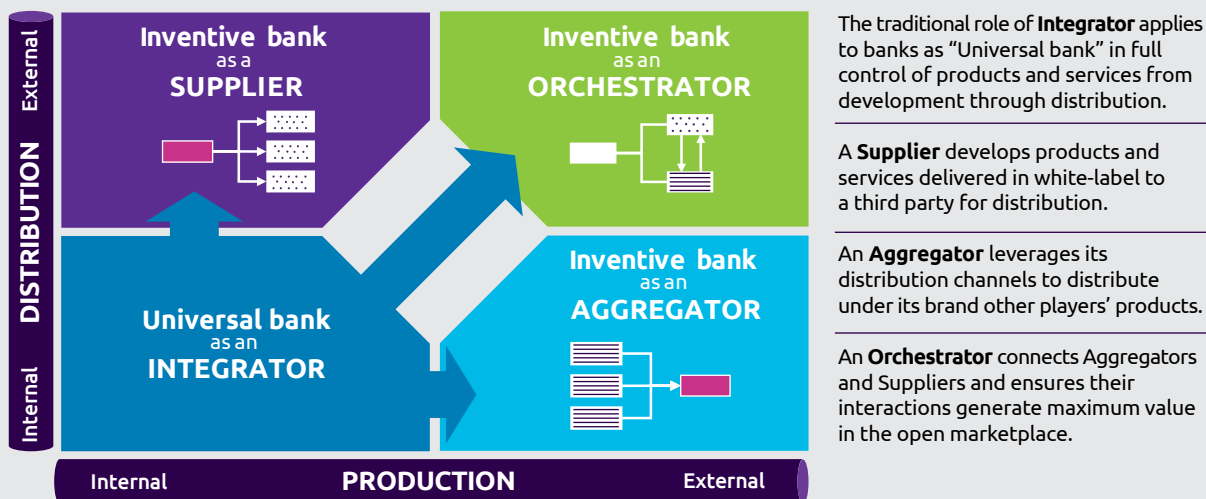 External
DISTRIBUTION
Internal
Inventive bank
as a
SUPPLIER
Inventive bank
as an
ORCHESTRATOR
Universal bank
as an
INTEGRATOR
Inventive bank
as an
AGGREGATOR
Internal
PRODUCTION
External
The traditional role of Integrator applies
to banks as “Universal bank” in full
control of products and services from
development through distribution.
A Supplier develops products and
services delivered in white-label to
a third party for distribution.
An Aggregator leverages its
distribution channels to distribute
under its brand other players’ products.
An Orchestrator connects Aggregators
and Suppliers and ensures their
interactions generate maximum value
in the open marketplace.